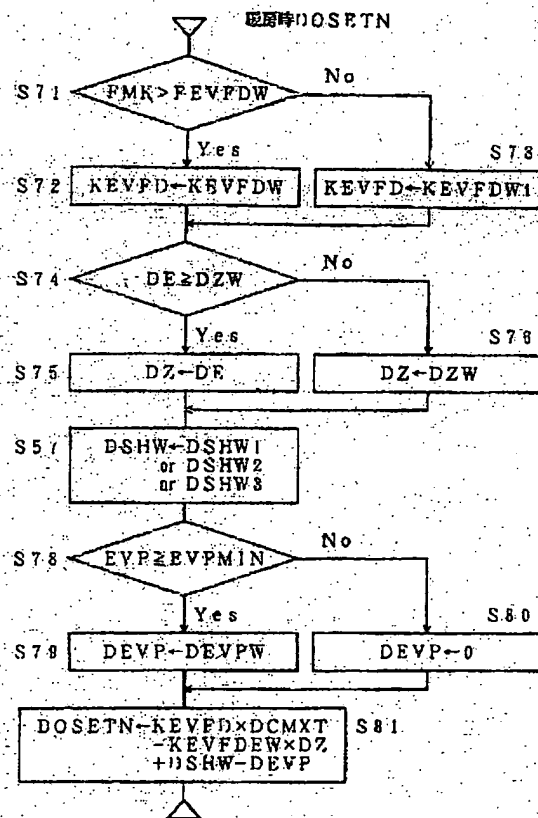 暖房時DOSETN
S71
FMK>FEVFDW
No
Yes
S73
S72
KEVFD←KEVFDW
KEVFD←KEVFDW1
S74
DE≧DZW
No
Yes
S76
S75
DZ←DE
DZ←DZW
S57
DSHW←DSHW1
or DSHW2
or DSHW3
S78
EVP≧EVPMIN
No
Yes
S80
S79
DEVP←DEVPW
DEVP←0
DOSETN←KEVFD×DCMXT
S81
-KEVFDEW×DZ
+DSHW-DEVP